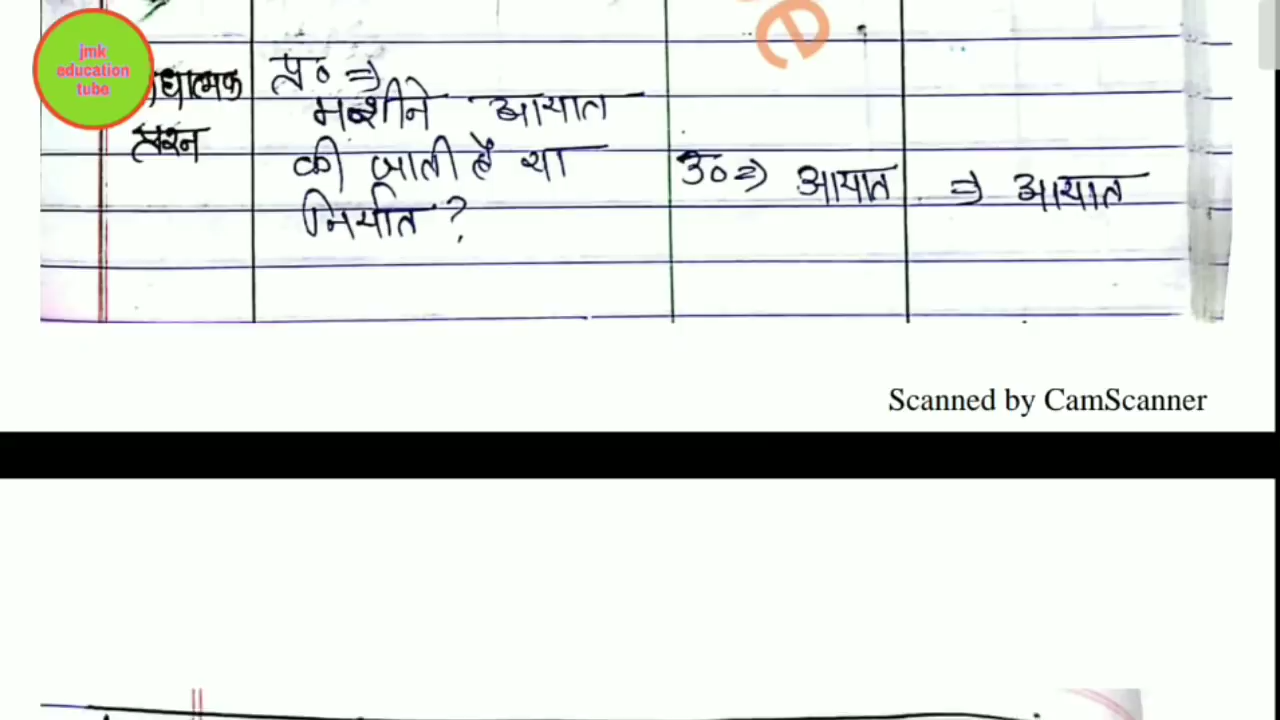 jmk
education
tube
प्रश्न
प्र० ⇒
मशीने आयात
की जाती है या
निर्यात ?
उ० ⇒ आयात
⇒ आयात
Scanned by CamScanner